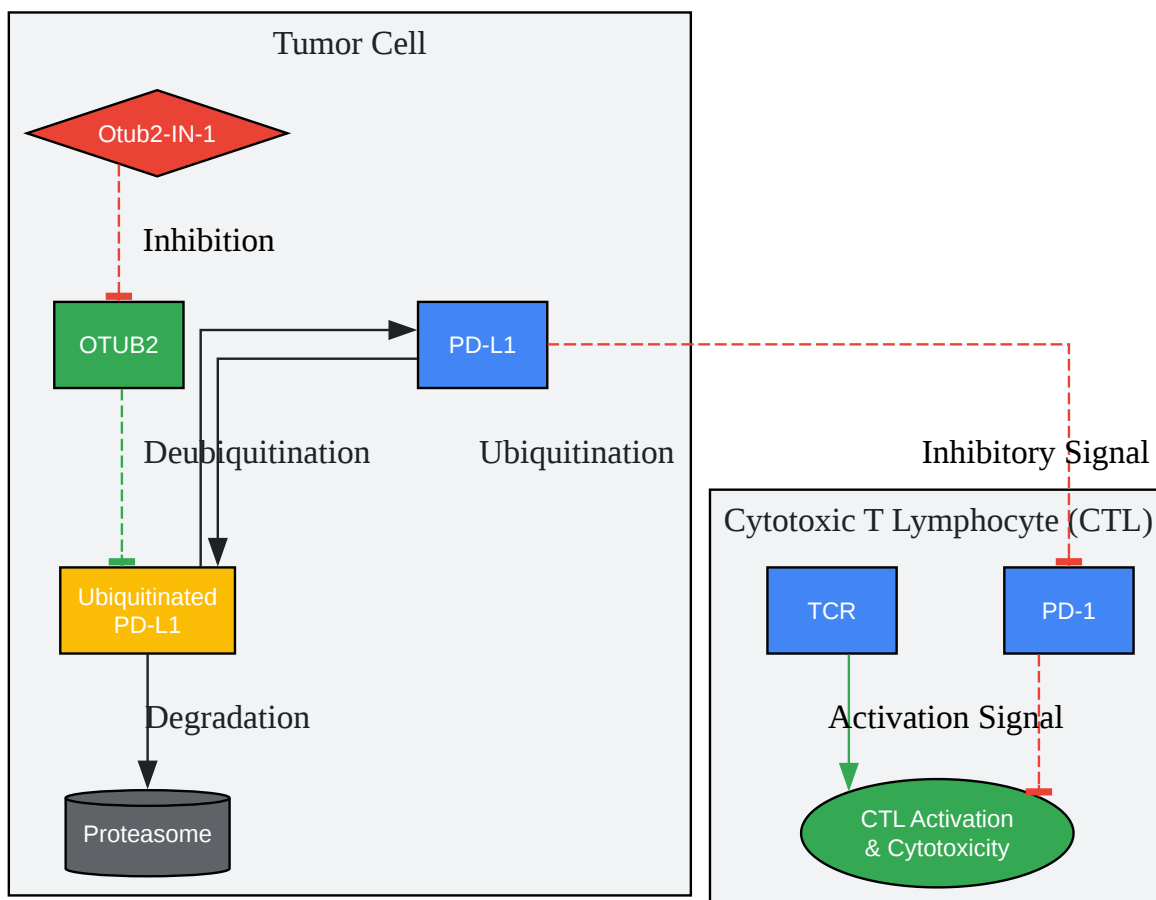 Tumor Cell
Otub2-IN-1
Inhibition
OTUB2
PD-L1
Deubiquitination
Ubiquitination
Inhibitory Signal
Cytotoxic T Lymphocyte (CTL)
Ubiquitinated
PD-L1
TCR
PD-1
Degradation
Activation Signal
Proteasome
CTL Activation
& Cytotoxicity